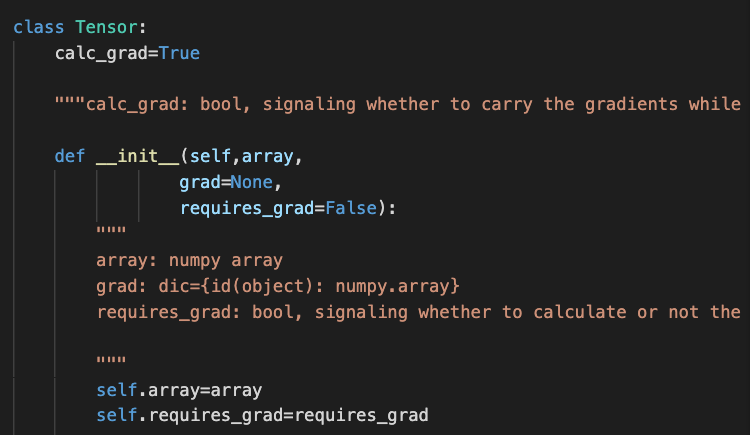 class Tensor:
    calc_grad=True
    """calc_grad: bool, signaling whether to carry the gradients while
    def __init__(self,array,
                grad=None,
                requires_grad=False):
        """
        array: numpy array
        grad: dic={id(object): numpy.array}
        requires_grad: bool, signaling whether to calculate or not the
        """
        self.array=array
        self.requires_grad=requires_grad